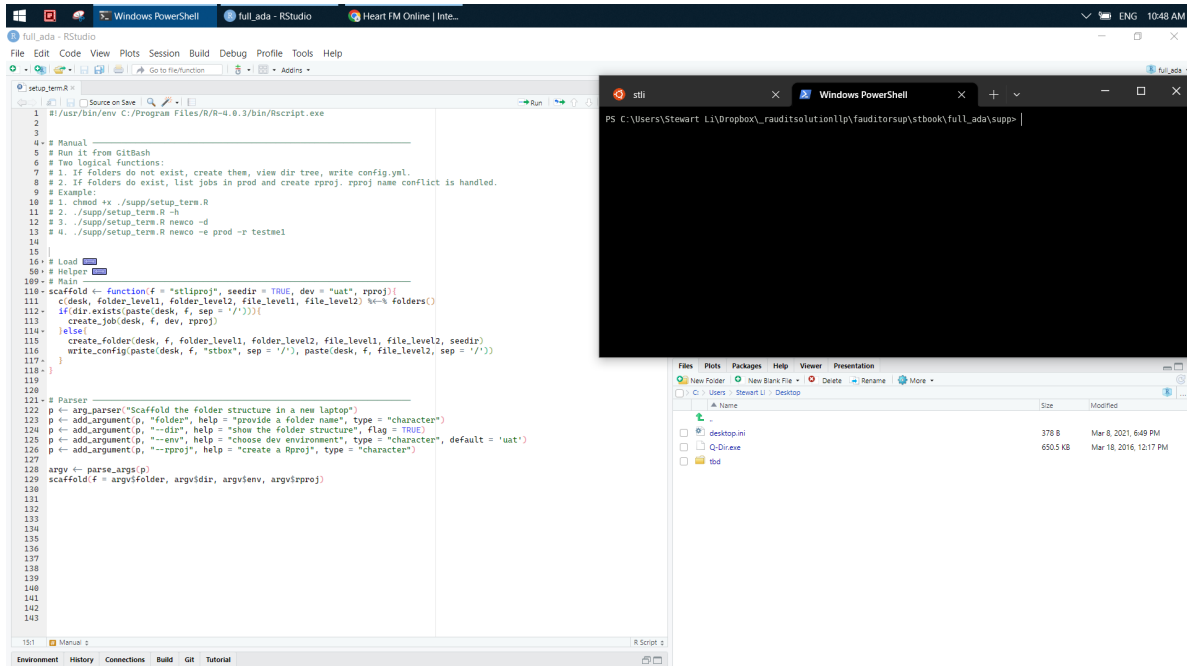 Windows PowerShell
full_ada - RStudio
Heart FM Online | Inte...
ENG 10:48 AM
full_ada - RStudio
File Edit Code View Plots Session Build Debug Profile Tools Help
Go to file/function
Addins
full_ada
setup_term.R
Source on Save
Run
1 #!/usr/bin/env C:/Program Files/R/R-4.0.3/bin/Rscript.exe
2
3
4 # Manual
5 # Run it from GitBash
6 # Two logical functions:
7 # 1. If folders do not exist, create them, view dir tree, write config.yml.
8 # 2. If folders do exist, list jobs in prod and create rproj. rproj name conflict is handled.
9 # Example:
10 # 1. chmod +x ./supp/setup_term.R
11 # 2. ./supp/setup_term.R -h
12 # 3. ./supp/setup_term.R newco -d
13 # 4. ./supp/setup_term.R newco -e prod -r testme1
14
15
16 # Load
50 # Helper
109 # Main
110 scaffold <- function(f = "stliproj", seedir = TRUE, dev = "uat", rproj){
111 c(desk, folder_level1, folder_level2, file_level1, file_level2) %<-% folders()
112 if(dir.exists(paste(desk, f, sep = '/'))){
113 create_job(desk, f, dev, rproj)
114 }else{
115 create_folder(desk, f, folder_level1, folder_level2, file_level1, file_level2, seedir)
116 write_config(paste(desk, f, "stbox", sep = '/'), paste(desk, f, file_level2, sep = '/'))
117 }
118 }
119
120
121 # Parser
122 p <- arg_parser("Scaffold the folder structure in a new laptop")
123 p <- add_argument(p, "folder", help = "provide a folder name", type = "character")
124 p <- add_argument(p, "--dir", help = "show the folder structure", flag = TRUE)
125 p <- add_argument(p, "--env", help = "choose dev environment", type = "character", default = 'uat')
126 p <- add_argument(p, "--rproj", help = "create a Rproj", type = "character")
127
128 argv <- parse_args(p)
129 scaffold(f = argv$folder, argv$dir, argv$env, argv$rproj)
130
131
132
133
134
135
136
137
138
139
140
141
142
143
15:1 Manual R Script
Environment History Connections Build Git Tutorial
stli
Windows PowerShell
PS C:\Users\Stewart Li\Dropbox\_rauditsolutionllp\fauditorsup\stbook\full_ada\supp>
Files Plots Packages Help Viewer Presentation
New Folder New Blank File Delete Rename More
C: Users Stewart Li Desktop
Name Size Modified
..
desktop.ini 378 B Mar 8, 2021, 6:49 PM
Q-Dir.exe 650.5 KB Mar 18, 2016, 12:17 PM
tbd